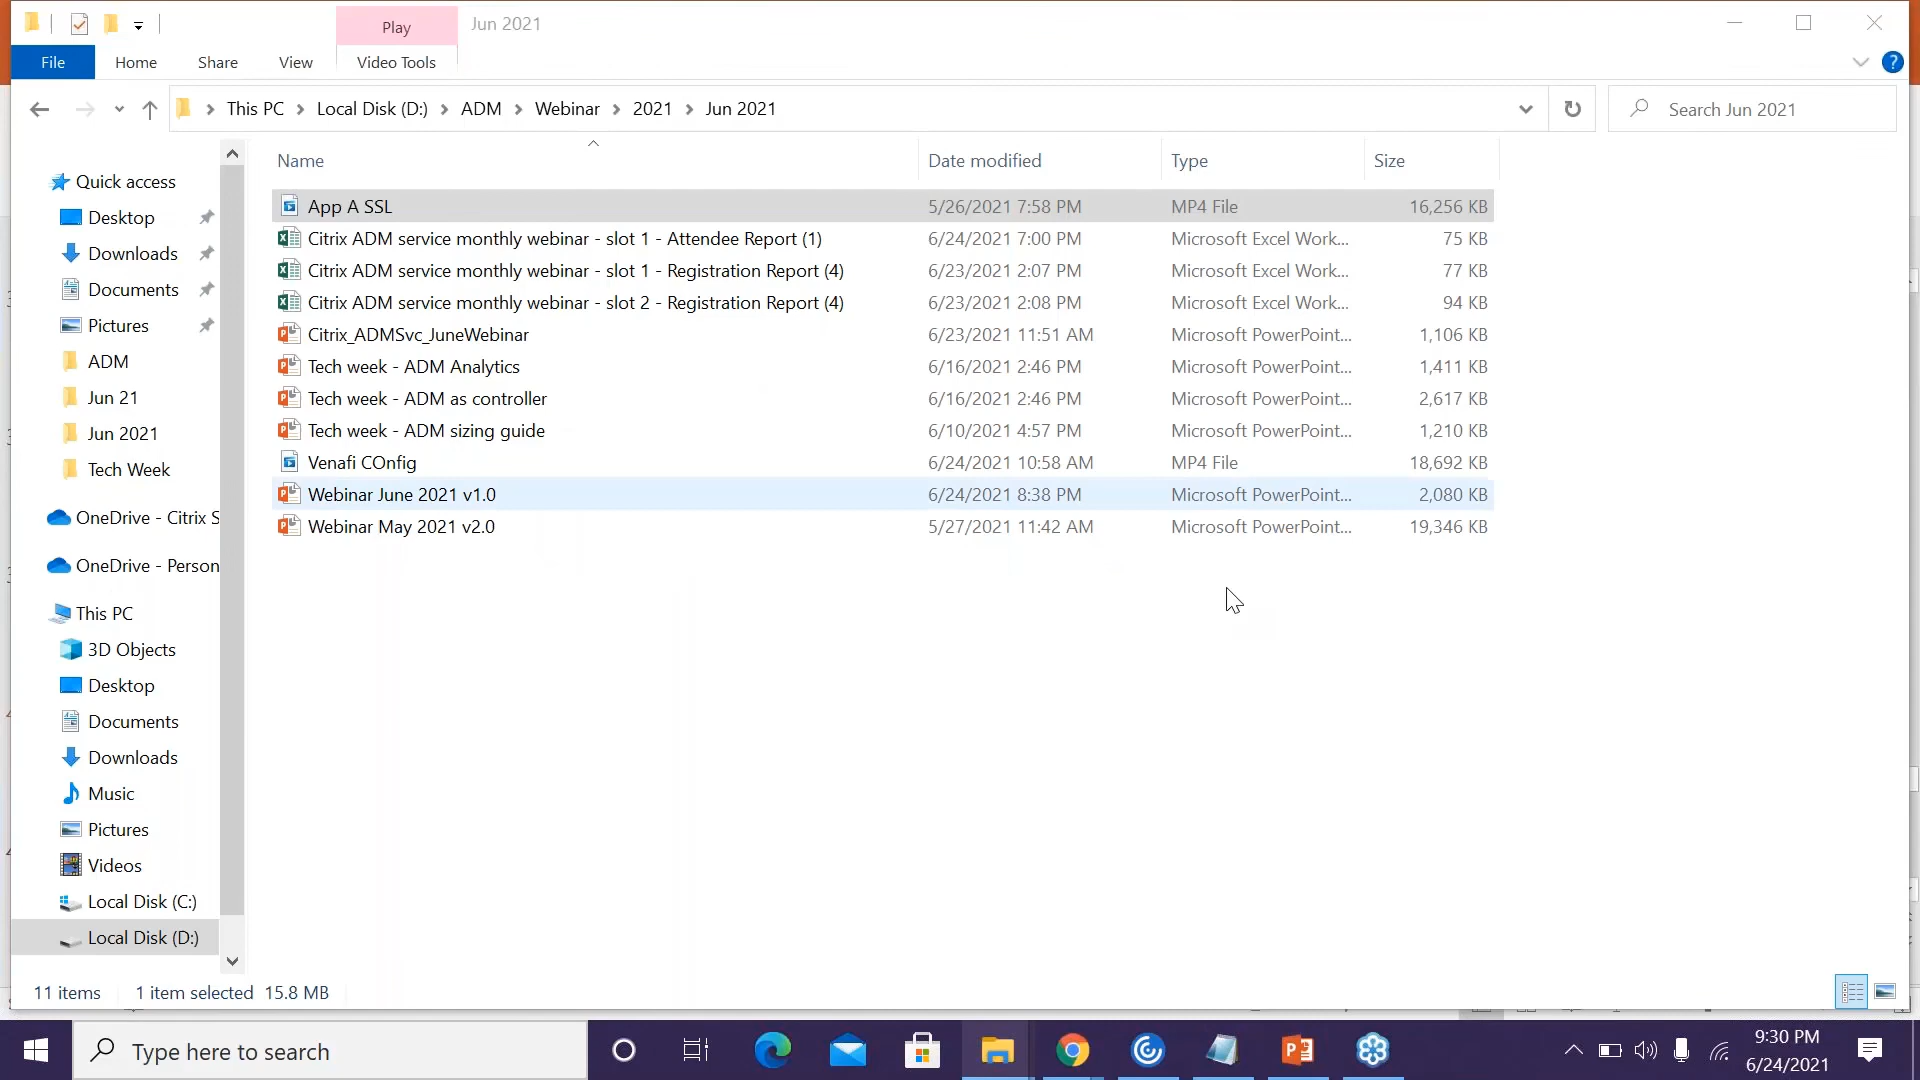 Play
Jun 2021
File
Home
Share
View
Video Tools
This PC
Local Disk (D:)
ADM
Webinar
2021
Jun 2021
Search Jun 2021
Name
Date modified
Type
Size
App A SSL 5/26/2021 7:58 PM MP4 File 16,256 KB
Citrix ADM service monthly webinar - slot 1 - Attendee Report (1) 6/24/2021 7:00 PM Microsoft Excel Work... 75 KB
Citrix ADM service monthly webinar - slot 1 - Registration Report (4) 6/23/2021 2:07 PM Microsoft Excel Work... 77 KB
Citrix ADM service monthly webinar - slot 2 - Registration Report (4) 6/23/2021 2:08 PM Microsoft Excel Work... 94 KB
Citrix_ADMSvc_JuneWebinar 6/23/2021 11:51 AM Microsoft PowerPoint... 1,106 KB
Tech week - ADM Analytics 6/16/2021 2:46 PM Microsoft PowerPoint... 1,411 KB
Tech week - ADM as controller 6/16/2021 2:46 PM Microsoft PowerPoint... 2,617 KB
Tech week - ADM sizing guide 6/10/2021 4:57 PM Microsoft PowerPoint... 1,210 KB
Venafi COnfig 6/24/2021 10:58 AM MP4 File 18,692 KB
Webinar June 2021 v1.0 6/24/2021 8:38 PM Microsoft PowerPoint... 2,080 KB
Webinar May 2021 v2.0 5/27/2021 11:42 AM Microsoft PowerPoint... 19,346 KB
Quick access
Desktop
Downloads
Documents
Pictures
ADM
Jun 21
Jun 2021
Tech Week
OneDrive - Citrix S
OneDrive - Person
This PC
3D Objects
Desktop
Documents
Downloads
Music
Pictures
Videos
Local Disk (C:)
Local Disk (D:)
11 items
1 item selected 15.8 MB
Type here to search
9:30 PM
6/24/2021